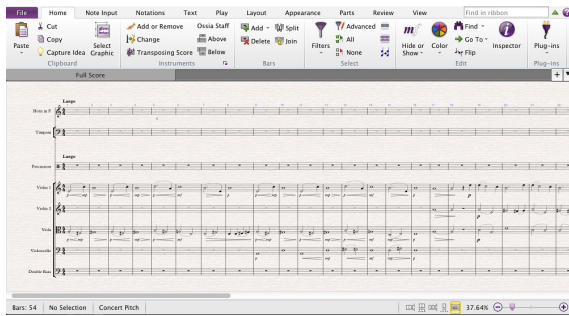 File Home Note Input Notations Text Play Layout Appearance Parts Review View Find in ribbon
Paste Cut Copy Capture Idea Select Graphic
Clipboard
Add or Remove Change Transposing Score Ossia Staff Above Below
Instruments
Add Split Delete Join
Bars
Filters Advanced All None
Select
Hide or Show Color Find Go To Flip Inspector
Edit
Plug-ins
Plug-ins
Full Score
Largo
Horn in F
Timpani
Largo
Percussion
Violin 1
Violin 2
Viola
Violoncello
Double Bass
Bars: 54 No Selection Concert Pitch 37.64%